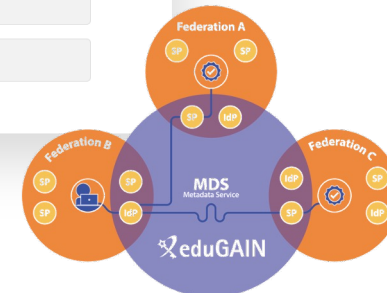 Federation A
SP
SP
SP
IdP
Federation B
SP
SP
SP
IdP
MDS
Metadata Service
eduGAIN
Federation C
IdP
SP
SP
IdP